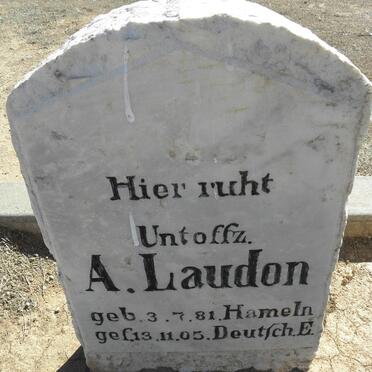 Hier ruht
Untoffz.
A. Laudon
geb. 3. 7. 81. Hameln
gef. 13. 11. 05. Deutſch. E.